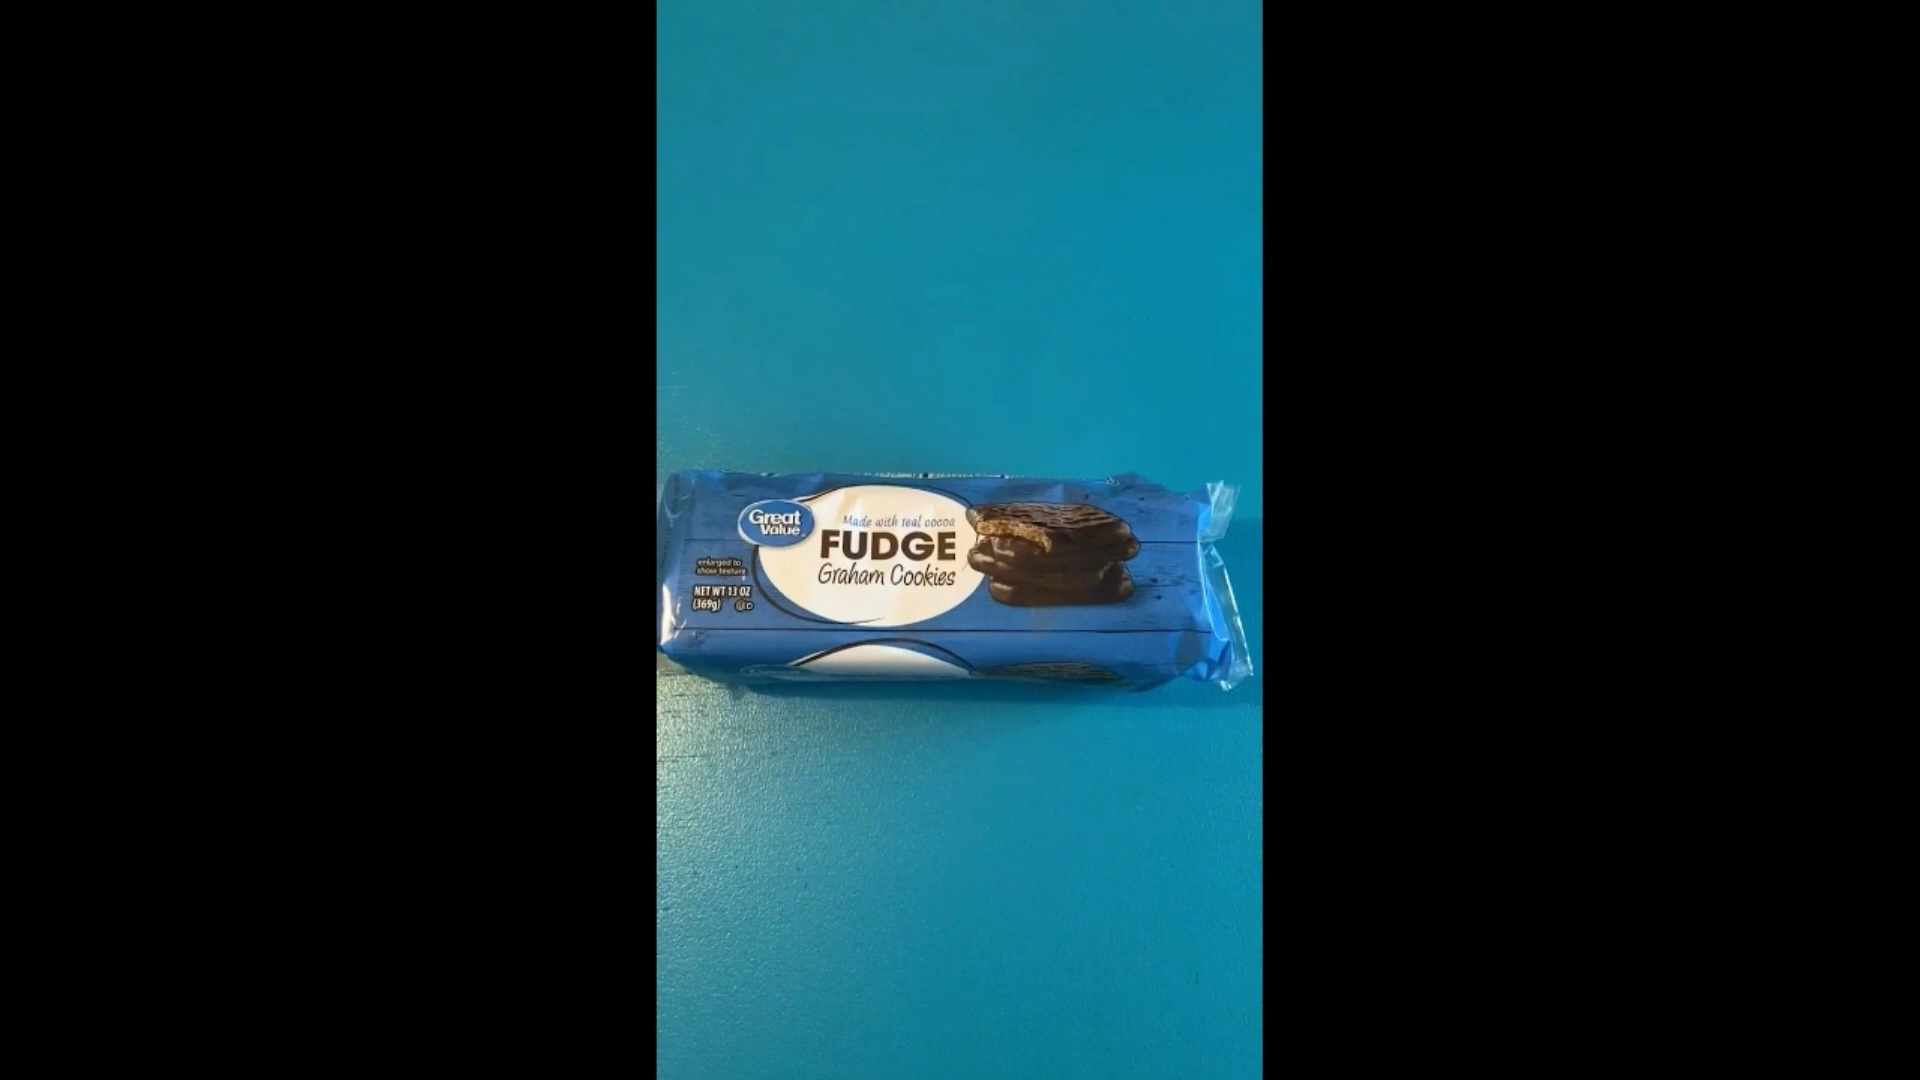 Great
Value
Made with real cocoa
FUDGE
Graham Cookies
enlarged to
show texture
NET WT 13 OZ
(369g)